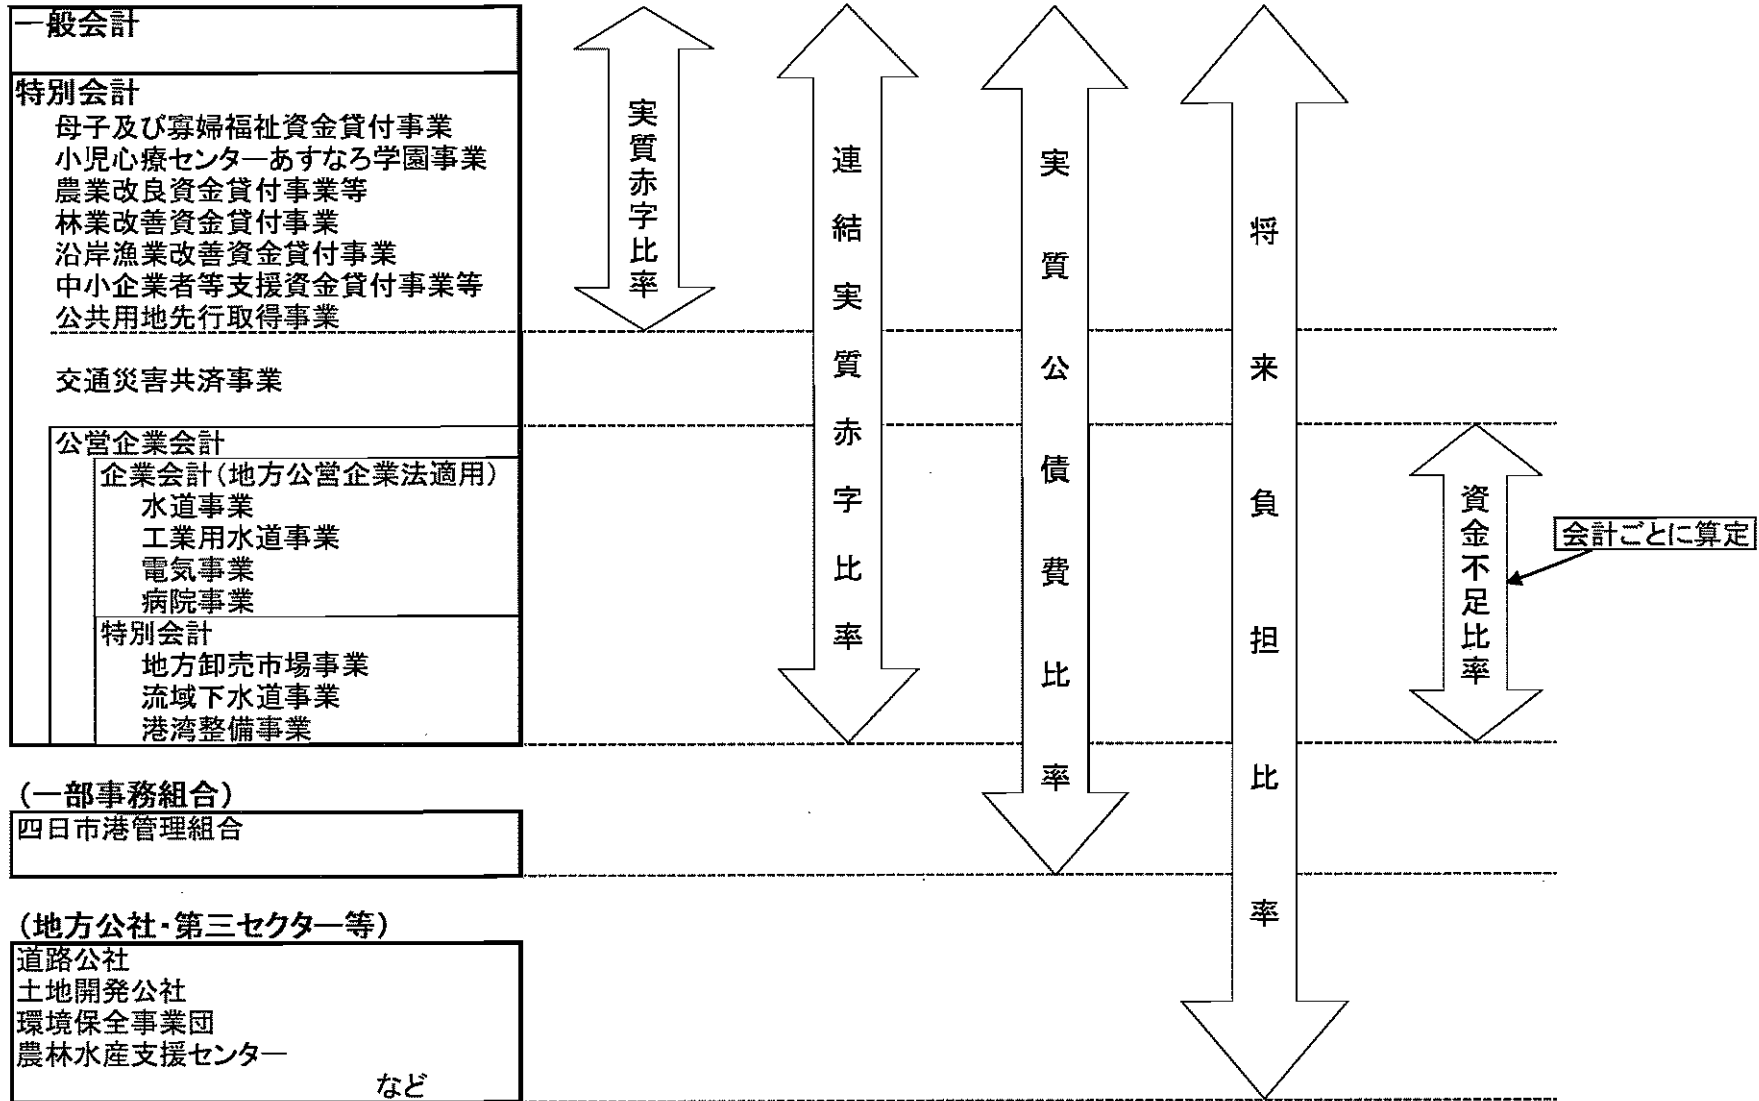 一般会計
特別会計
母子及び寡婦福祉資金貸付事業
小児心療センターあすなろ学園事業
農業改良資金貸付事業等
林業改善資金貸付事業
沿岸漁業改善資金貸付事業
中小企業者等支援資金貸付事業等
公共用地先行取得事業
交通災害共済事業
公営企業会計
企業会計(地方公営企業法適用)
水道事業
工業用水道事業
電気事業
病院事業
特別会計
地方卸売市場事業
流域下水道事業
港湾整備事業
(一部事務組合)
四日市港管理組合
(地方公社・第三セクター等)
道路公社
土地開発公社
環境保全事業団
農林水産支援センター
など
実質赤字比率
連結実質赤字比率
実質公債費比率
将来負担比率
資金不足比率
会計ごとに算定